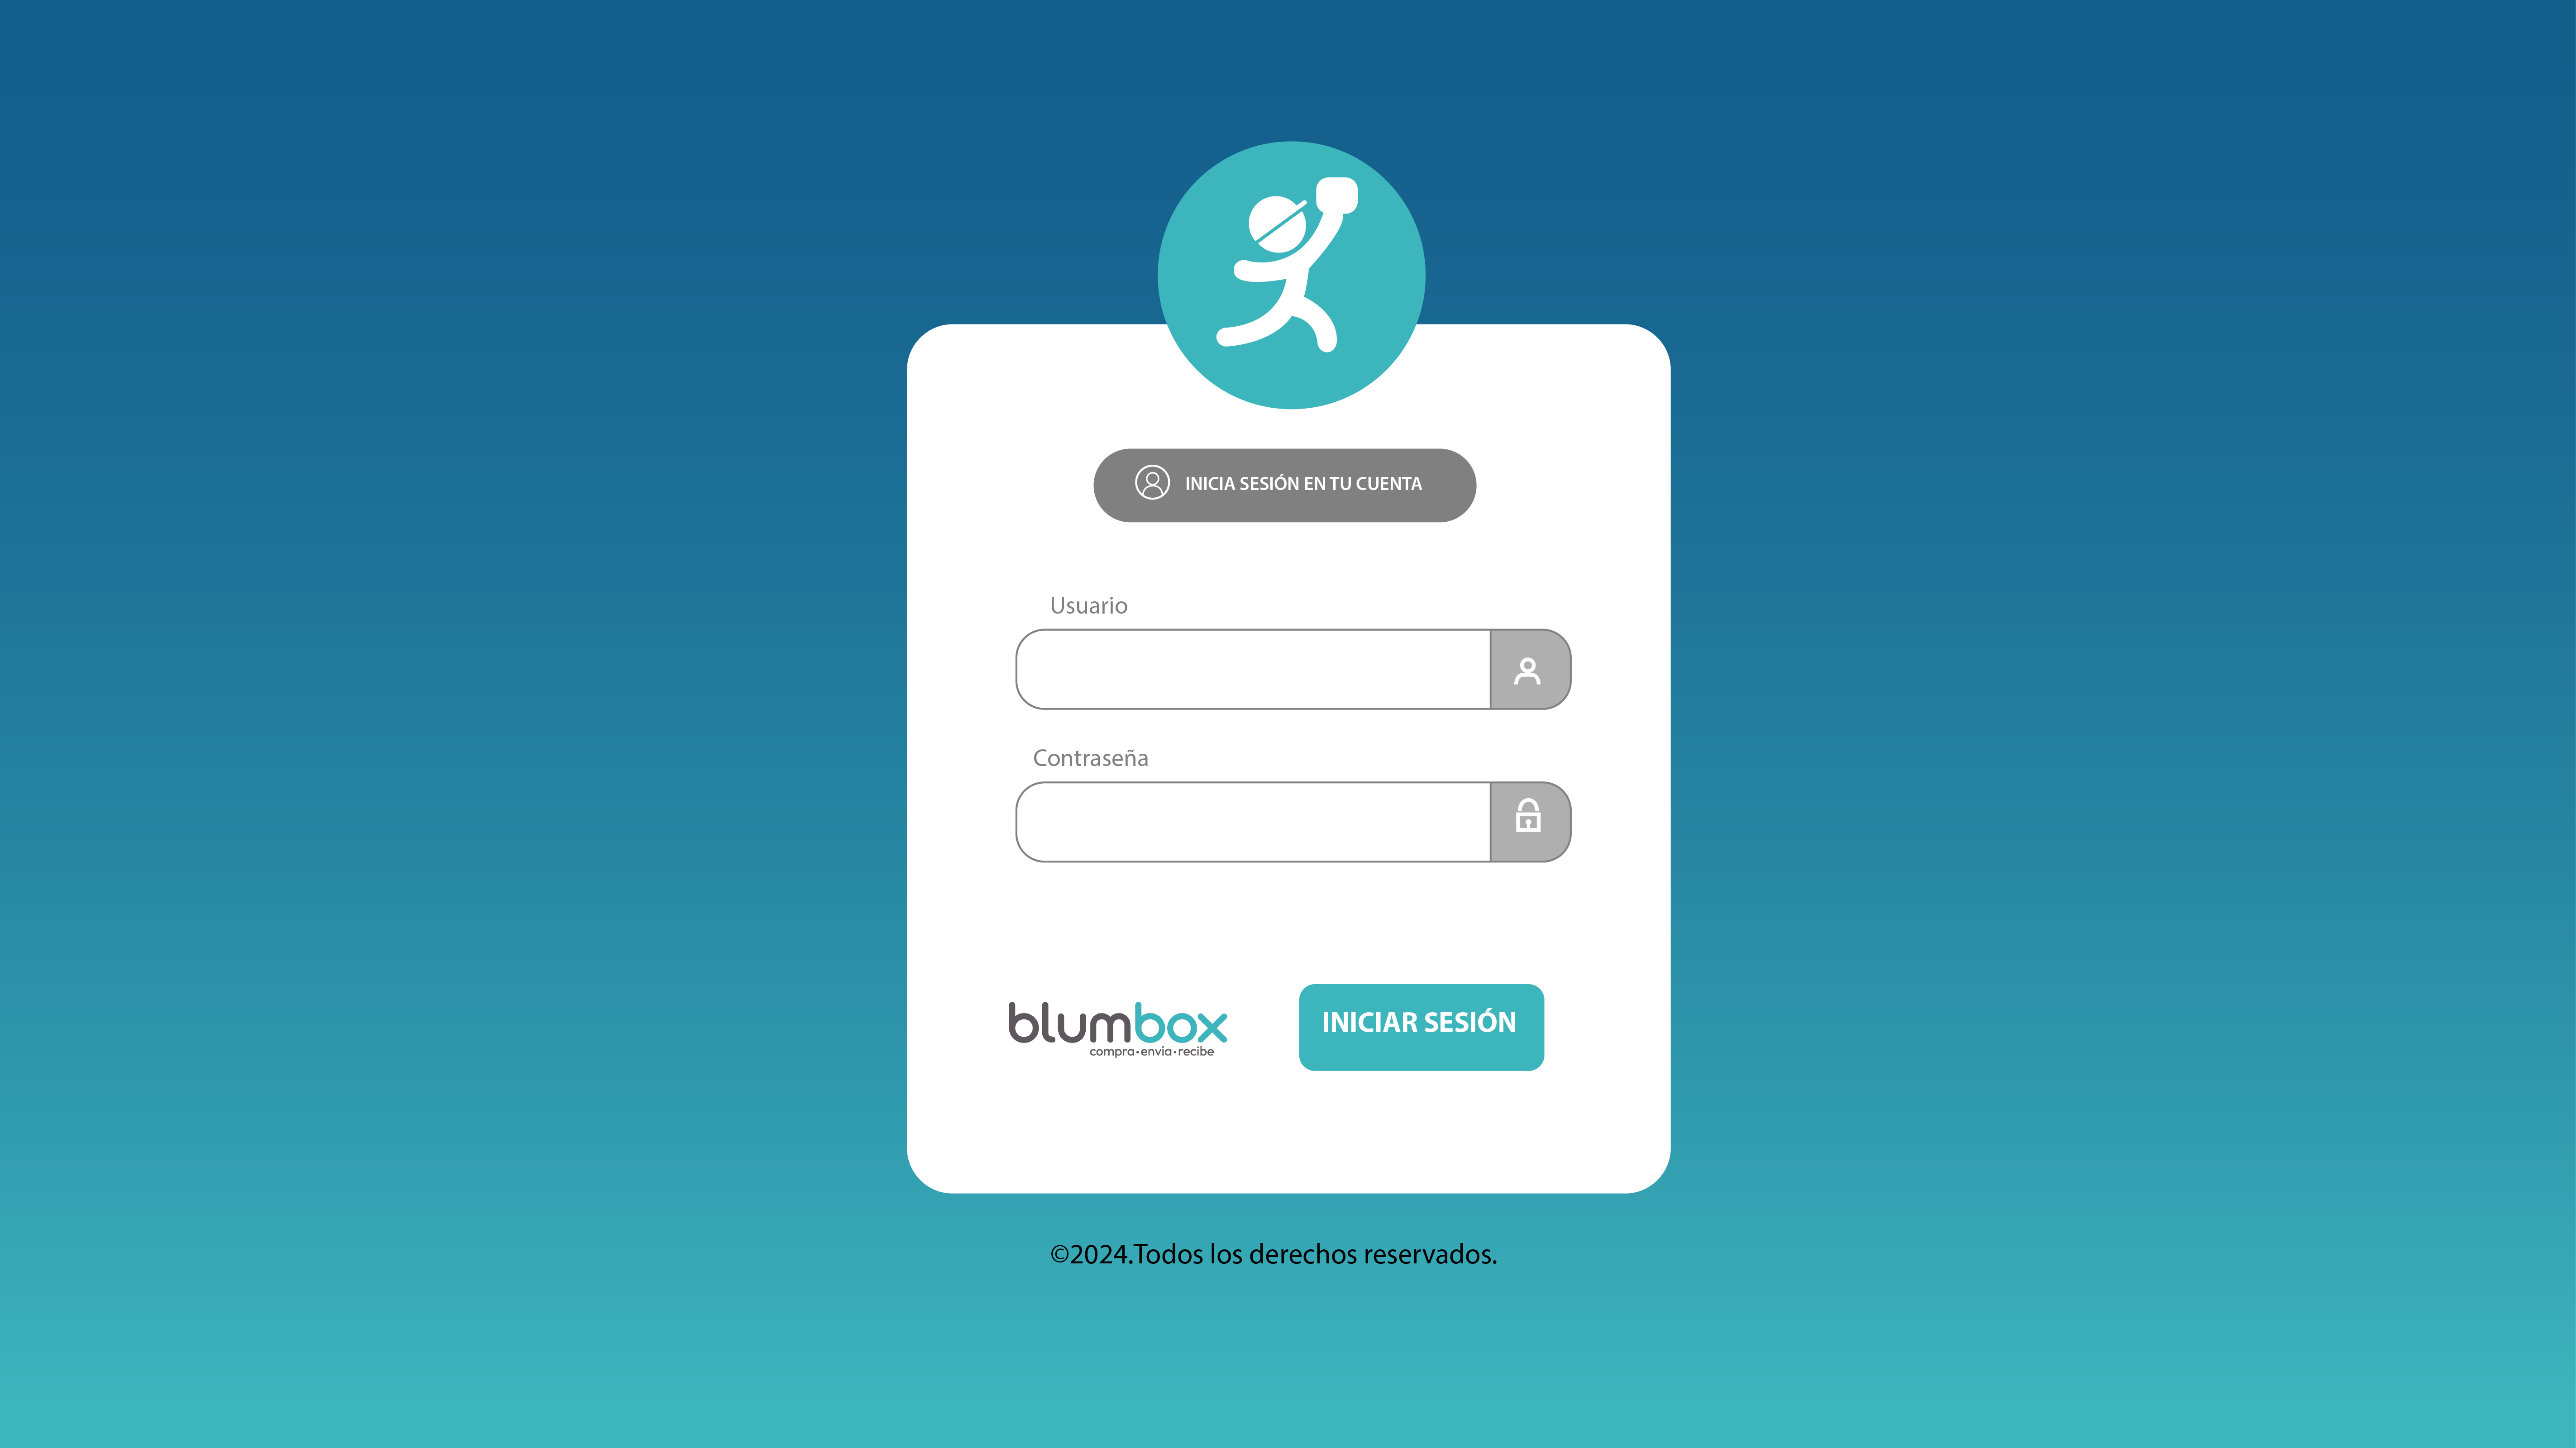 INICIA SESIÓN EN TU CUENTA
Usuario
Contraseña
blumbox
compra•envía•recibe
INICIAR SESIÓN
©2024.Todos los derechos reservados.